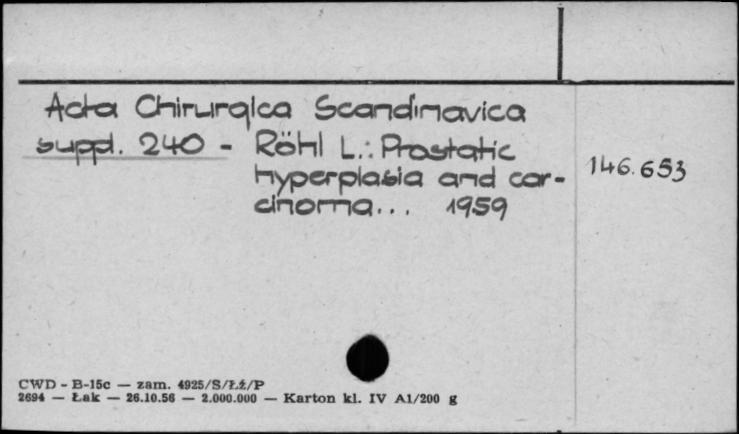 Acta Chirurgica Scandinavica
suppl. 240 - Röhl L.: Prostatic
hyperplasia and car-
cinoma... 1959
146.653
CWD - B-15c — zam. 4925/S/Łź/P
2694 — Łak — 26.10.56 — 2.000.000 — Karton kl. IV A1/200 g